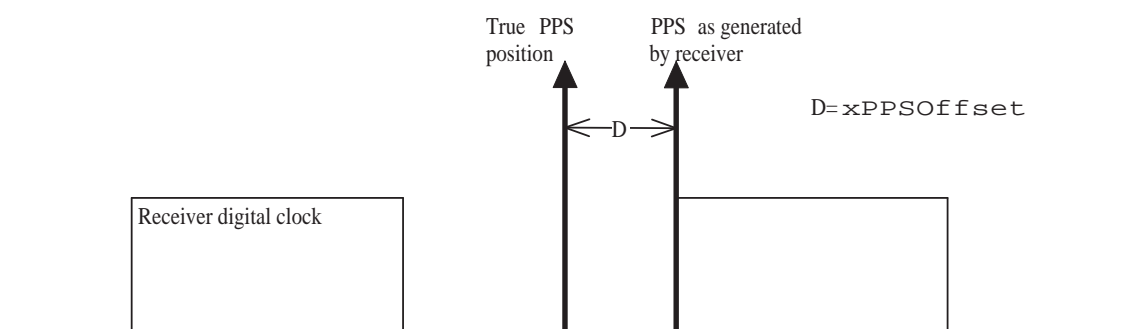 True PPS
position
PPS as generated
by receiver
D=xPPSOffset
D
Receiver digital clock